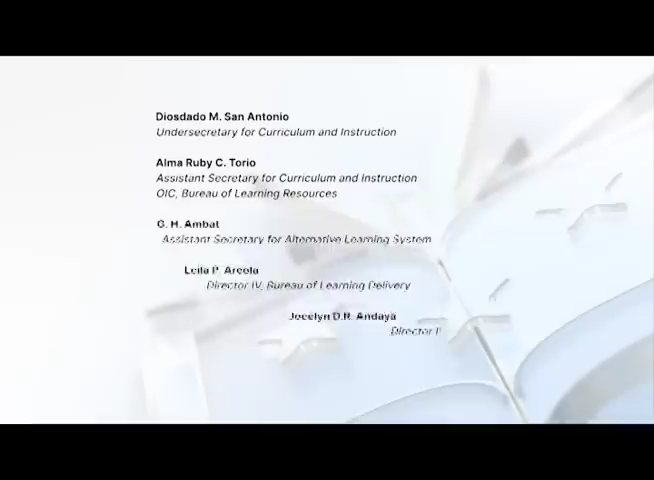 Diosdado M. San Antonio
Undersecretary for Curriculum and Instruction
Alma Ruby C. Torio
Assistant Secretary for Curriculum and Instruction
OIC, Bureau of Learning Resources
G. H. Ambat
Assistant Secretary for Alternative Learning System
Leila P. Areola
Director IV, Bureau of Learning Delivery
Jocelyn D.R. Andaya
Director